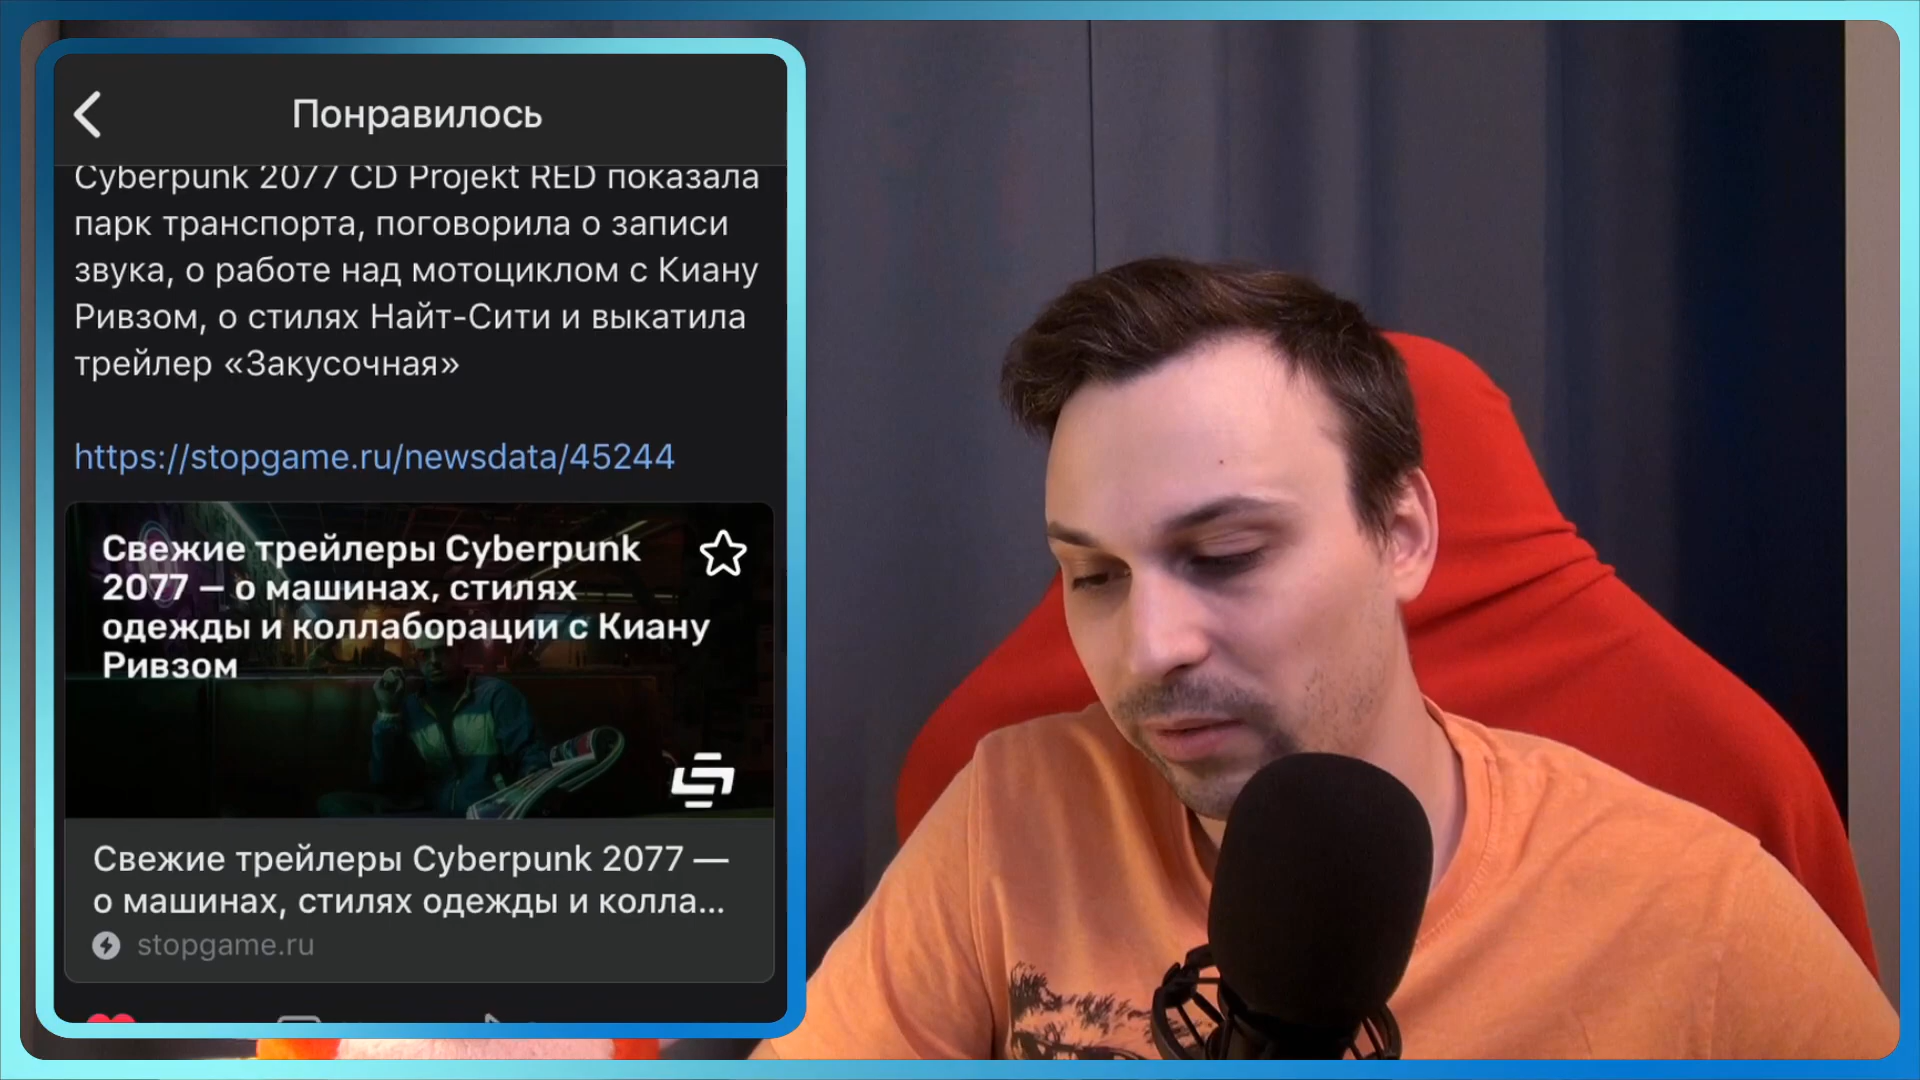 Понравилось
Cyberpunk 2077 CD Projekt RED показала
парк транспорта, поговорила о записи
звука, о работе над мотоциклом с Киану
Ривзом, о стилях Найт-Сити и выкатила
трейлер «Закусочная»
https://stopgame.ru/newsdata/45244
Свежие трейлеры Cyberpunk
2077 — о машинах, стилях
одежды и коллаборации с Киану
Ривзом
Свежие трейлеры Cyberpunk 2077 —
о машинах, стилях одежды и колла...
stopgame.ru